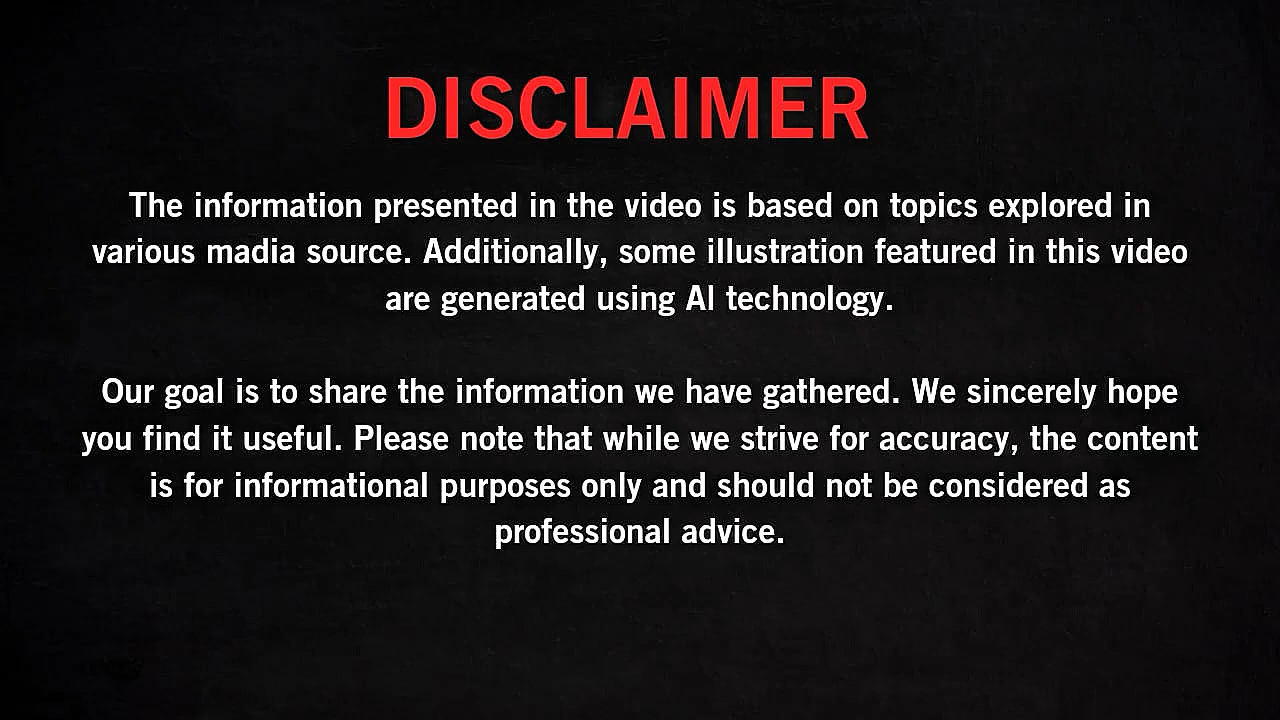 DISCLAIMER
The information presented in the video is based on topics explored in
various madia source. Additionally, some illustration featured in this video
are generated using AI technology.
Our goal is to share the information we have gathered. We sincerely hope
you find it useful. Please note that while we strive for accuracy, the content
is for informational purposes only and should not be considered as
professional advice.